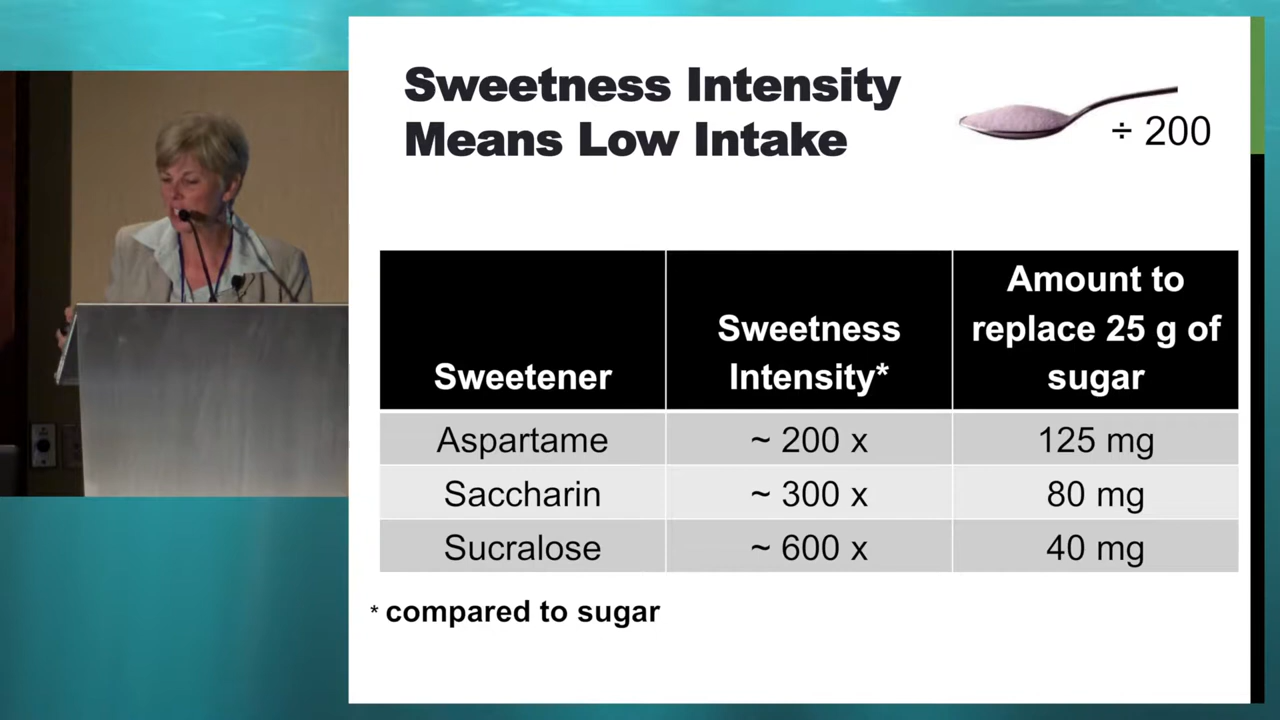 Sweetness Intensity
Means Low Intake
÷ 200
Sweetener
Sweetness
Intensity*
Amount to
replace 25 g of
sugar
Aspartame ~ 200 x 125 mg
Saccharin ~ 300 x 80 mg
Sucralose ~ 600 x 40 mg
* compared to sugar